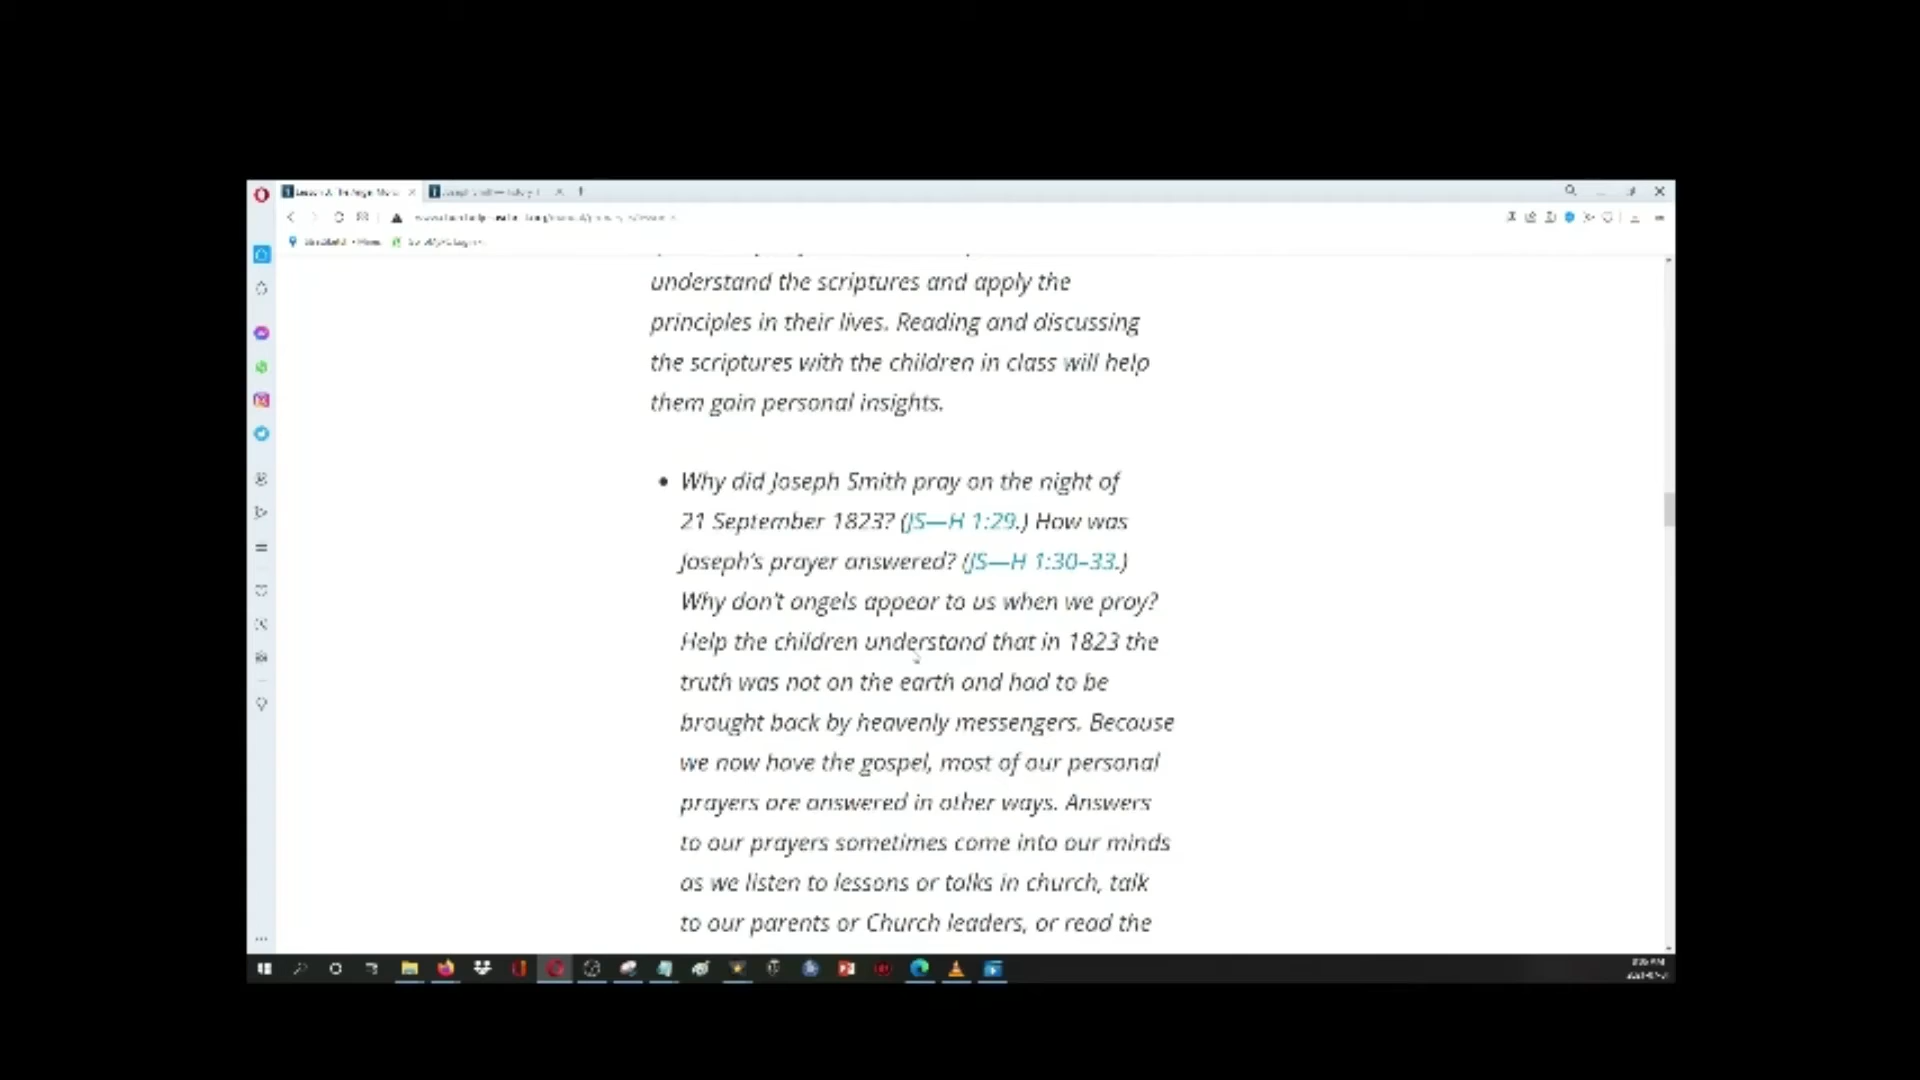 understand the scriptures and apply the
principles in their lives. Reading and discussing
the scriptures with the children in class will help
them gain personal insights.
• Why did Joseph Smith pray on the night of
21 September 1823? (JS—H 1:29.) How was
Joseph's prayer answered? (JS—H 1:30–33.)
Why don't angels appear to us when we pray?
Help the children understand that in 1823 the
truth was not on the earth and had to be
brought back by heavenly messengers. Because
we now have the gospel, most of our personal
prayers are answered in other ways. Answers
to our prayers sometimes come into our minds
as we listen to lessons or talks in church, talk
to our parents or Church leaders, or read the